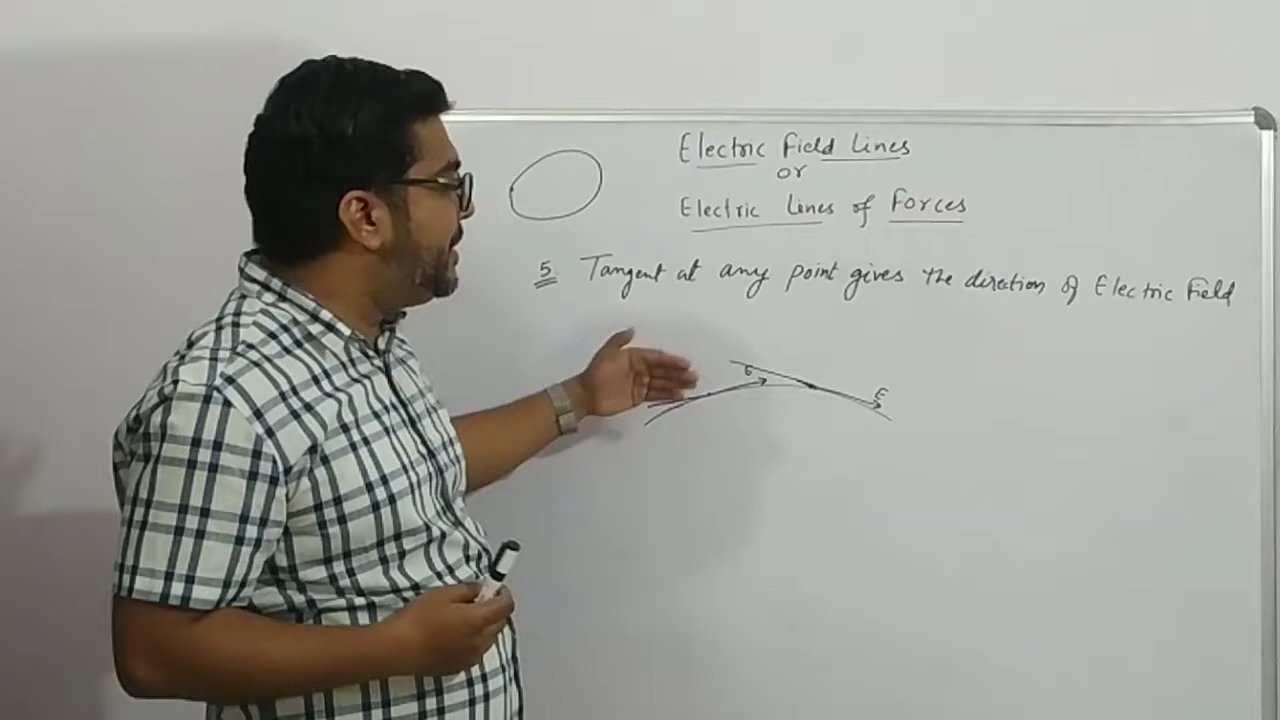 Electric Field Lines
or
Electric Lines of Forces
5 Tangent at any point gives the direction of Electric Field
E